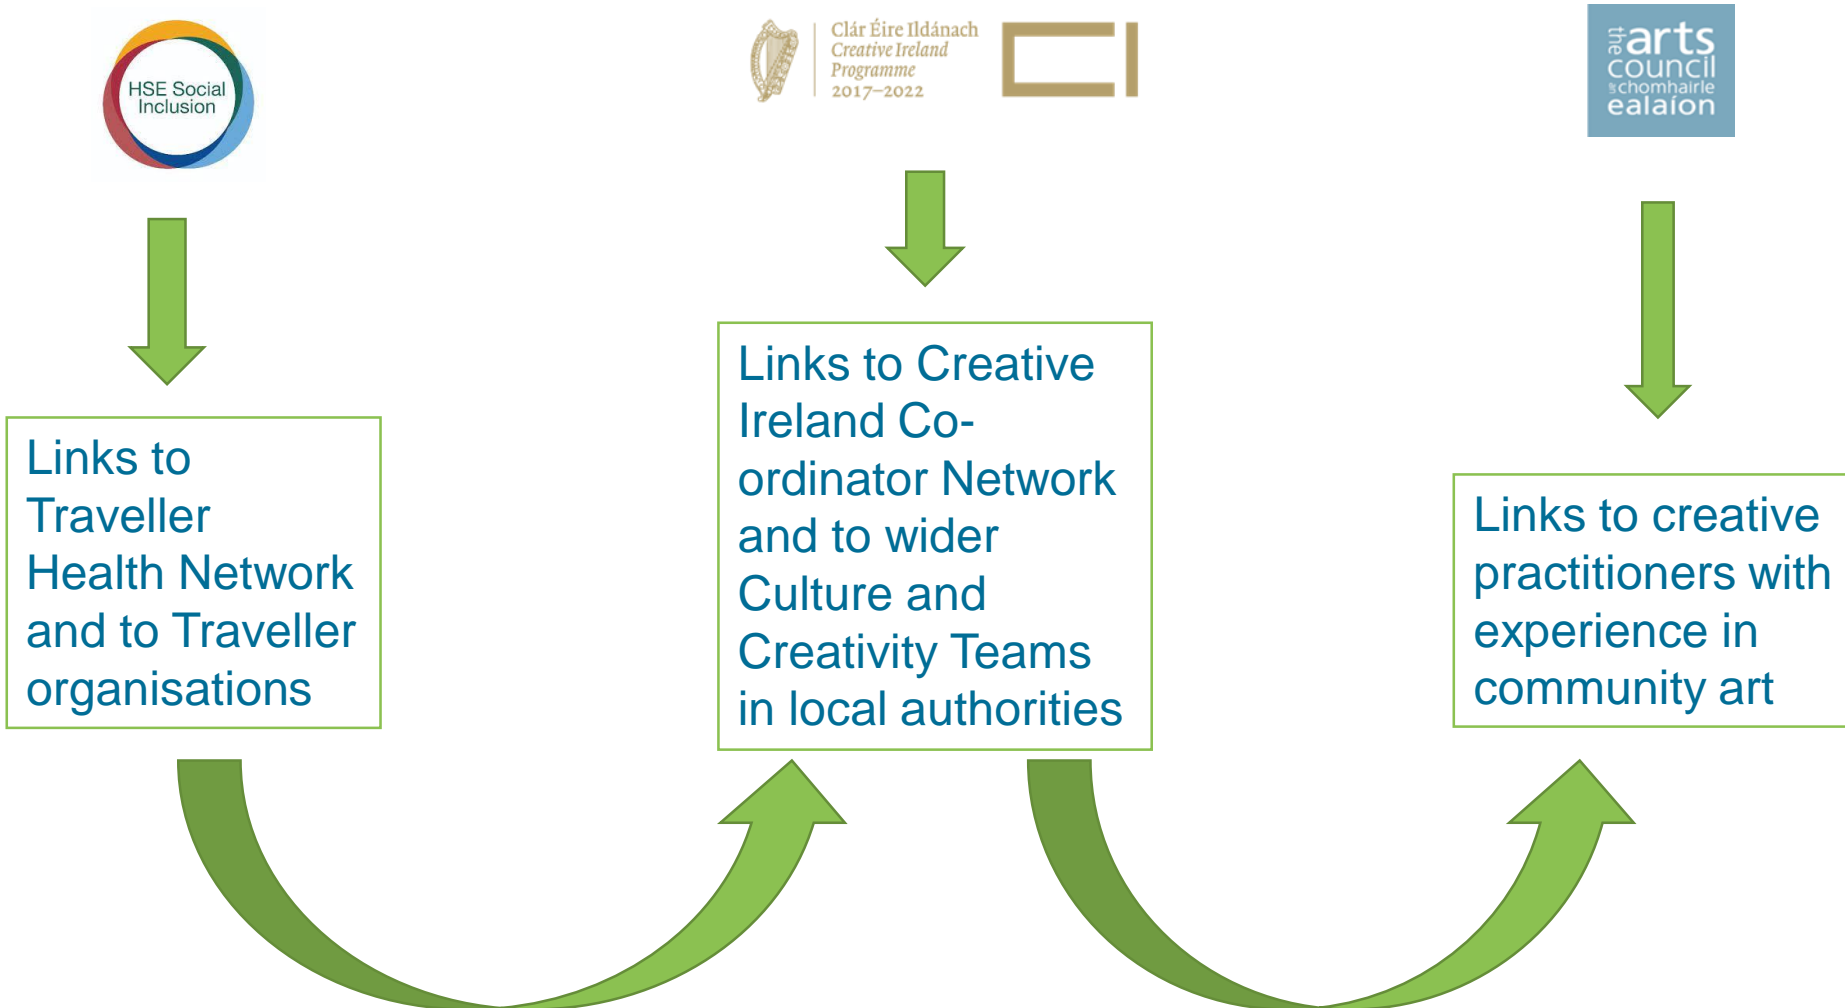 HSE Social
Inclusion
Clár Éire Ildánach
Creative Ireland
Programme
2017–2022
the arts
council
chomhairle
ealaíon
Links to
Traveller
Health Network
and to Traveller
organisations
Links to Creative
Ireland Co-
ordinator Network
and to wider
Culture and
Creativity Teams
in local authorities
Links to creative
practitioners with
experience in
community art